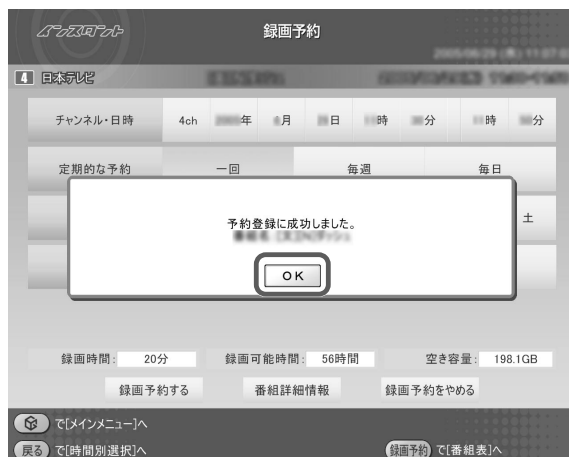 インスタント
録画予約
4 日本テレビ
チャンネル・日時 4ch 年 月 日 時 分 時 分
定期的な予約 一回 毎週 毎日
土
予約登録に成功しました。
OK
録画時間: 20分 録画可能時間: 56時間 空き容量: 198.1GB
録画予約する 番組詳細情報 録画予約をやめる
で[メインメニュー]へ
戻る で[時間別選択]へ 録画予約 で[番組表]へ